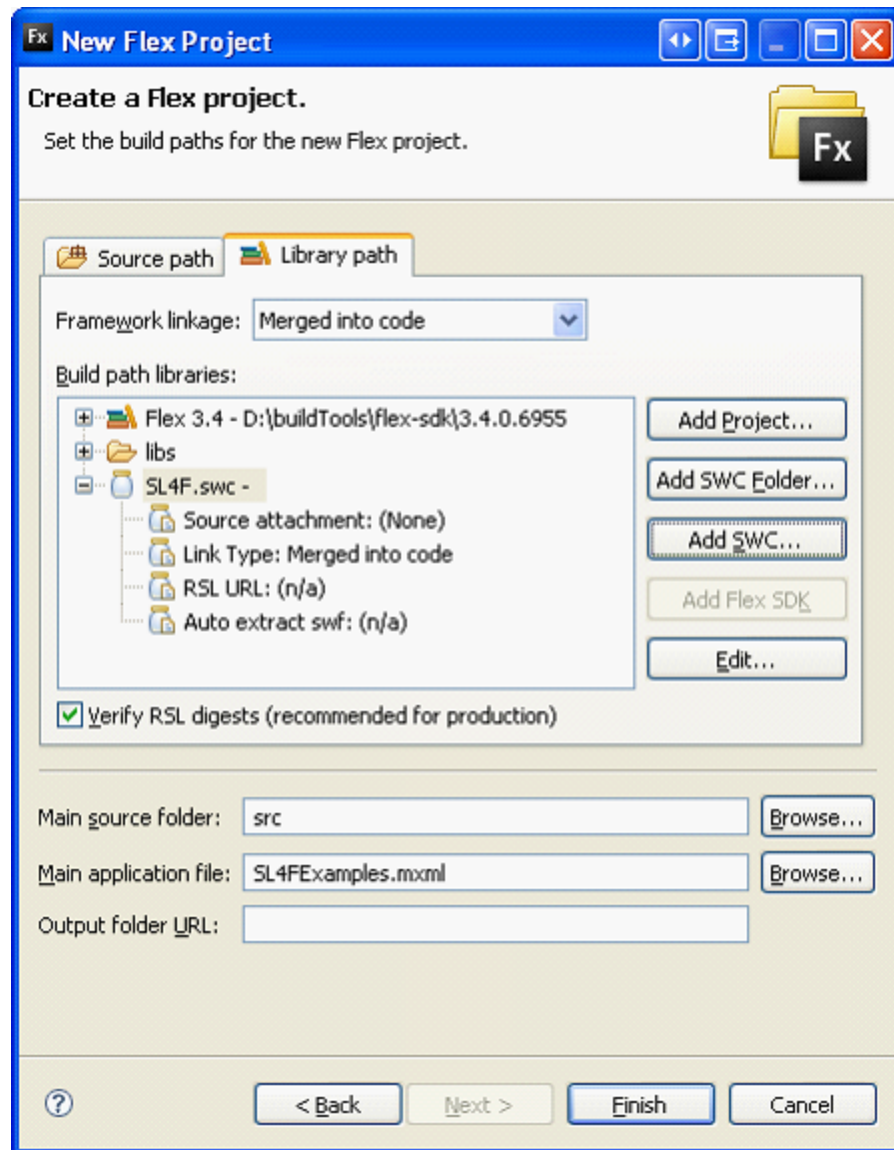 Fx New Flex Project
Create a Flex project.
Set the build paths for the new Flex project.
Fx
Source path
Library path
Framework linkage: Merged into code
Build path libraries:
Flex 3.4 - D:\buildTools\flex-sdk\3.4.0.6955
libs
SL4F.swc -
Source attachment: (None)
Link Type: Merged into code
RSL URL: (n/a)
Auto extract swf: (n/a)
Add Project...
Add SWC Folder...
Add SWC...
Add Flex SDK
Edit...
Verify RSL digests (recommended for production)
Main source folder: src Browse...
Main application file: SL4FExamples.mxml Browse...
Output folder URL:
? < Back Next > Finish Cancel